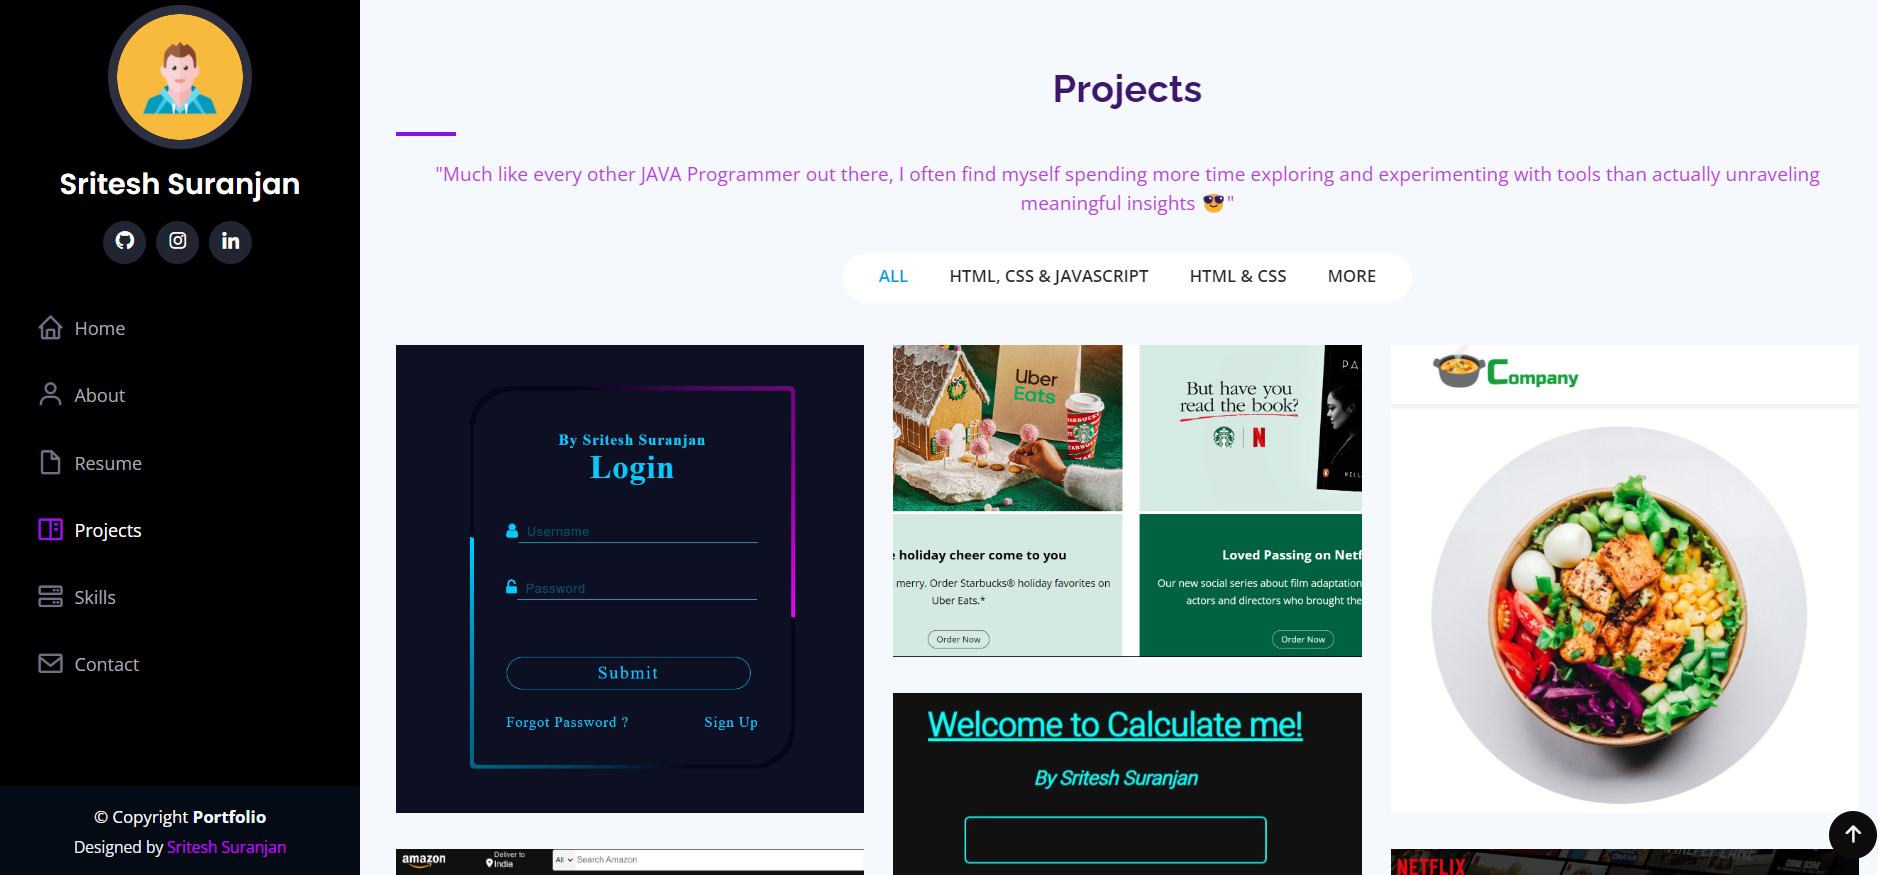 Sritesh Suranjan
Home
About
Resume
Projects
Skills
Contact
© Copyright Portfolio
Designed by Sritesh Suranjan
Projects
"Much like every other JAVA Programmer out there, I often find myself spending more time exploring and experimenting with tools than actually unraveling
meaningful insights 😎"
ALL
HTML, CSS & JAVASCRIPT
HTML & CSS
MORE
By Sritesh Suranjan
Login
Username
Password
Submit
Forgot Password ?
Sign Up
Uber
Eats
STARBUCKS
But have you
read the book?
N
PA
HELL
holiday cheer come to you
merry. Order Starbucks® holiday favorites on
Uber Eats.*
Order Now
Loved Passing on Netf
Our new social series about film adaptation
actors and directors who brought the
Order Now
Company
Welcome to Calculate me!
By Sritesh Suranjan
amazon
Deliver to
India
All
Search Amazon
NETFLIX